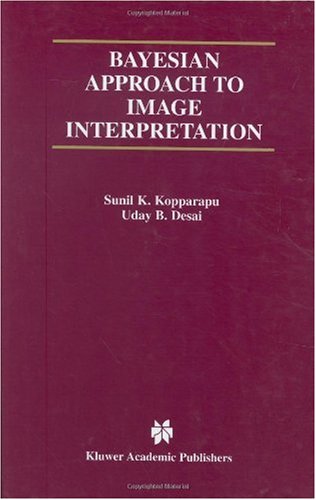 BAYESIAN
APPROACH TO
IMAGE
INTERPRETATION
Sunil K. Kopparapu
Uday B. Desai
Kluwer Academic Publishers